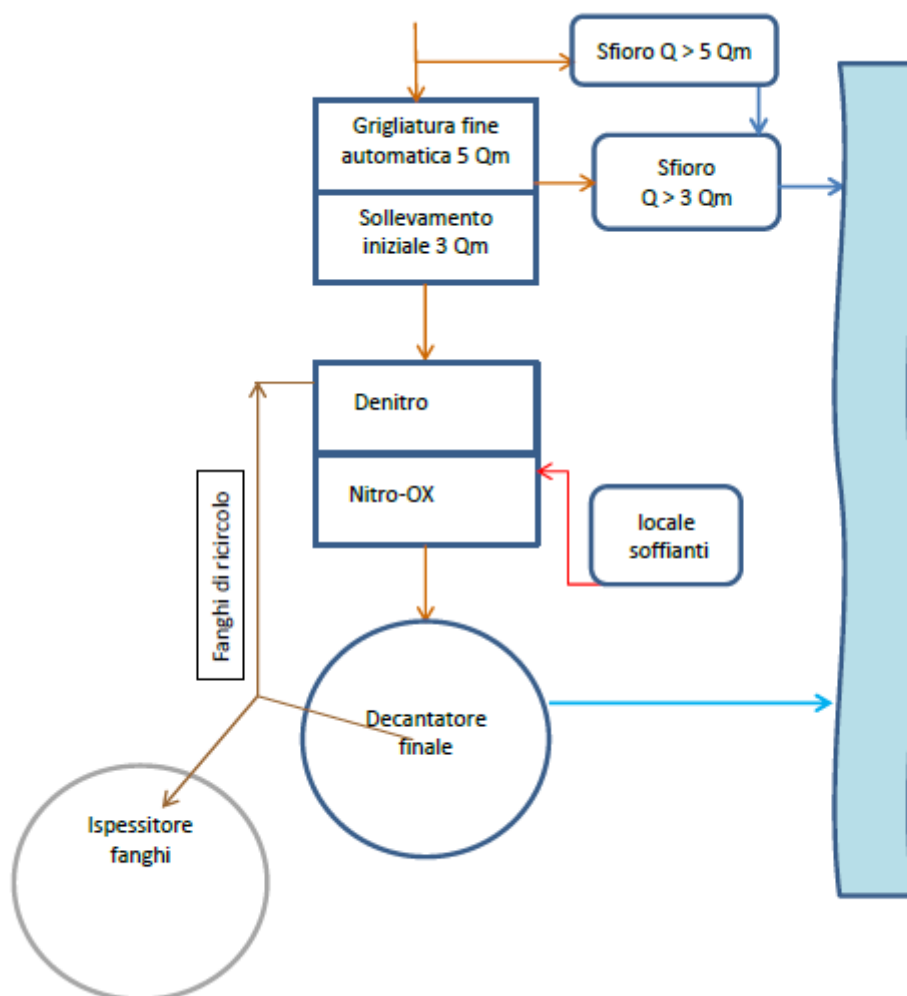 Sfioro Q > 5 Qm
Grigliatura fine
automatica 5 Qm
Sfioro
Q > 3 Qm
Sollevamento
iniziale 3 Qm
Denitro
Nitro-OX
locale
soffianti
Fanghi di ricircolo
Decantatore
finale
Ispessitore
fanghi